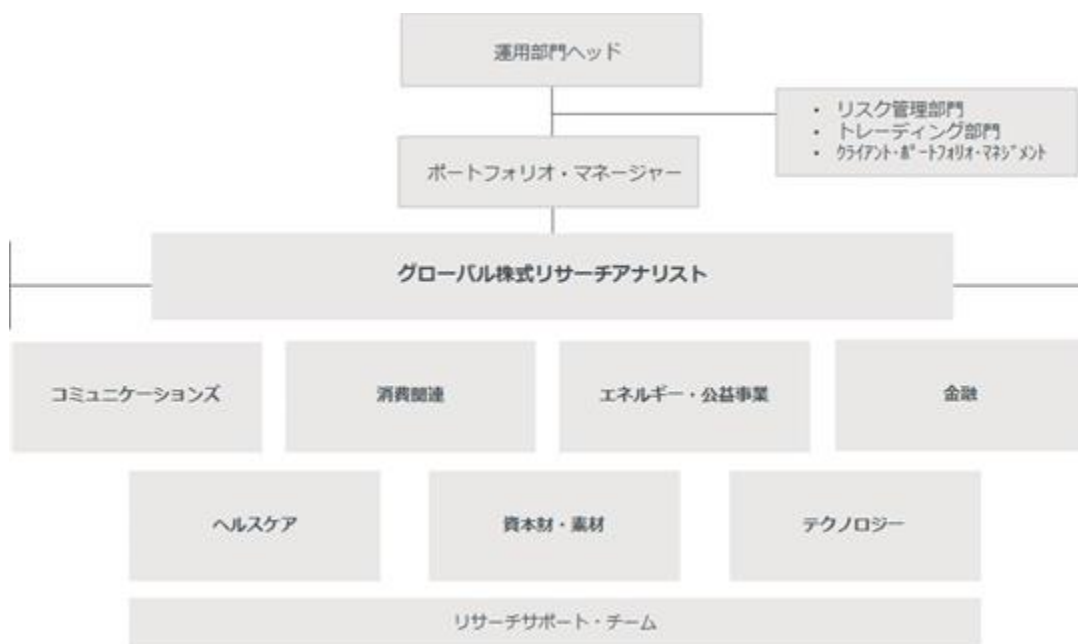 運用部門ヘッド
• リスク管理部門
• トレーディング部門
• ｸﾗｲｱﾝﾄ･ﾎﾟｰﾄﾌｫﾘｵ･ﾏﾈｼﾞﾒﾝﾄ
ポートフォリオ・マネージャー
グローバル株式リサーチアナリスト
コミュニケーションズ
消費関連
エネルギー・公益事業
金融
ヘルスケア
資本財・素材
テクノロジー
リサーチサポート・チーム